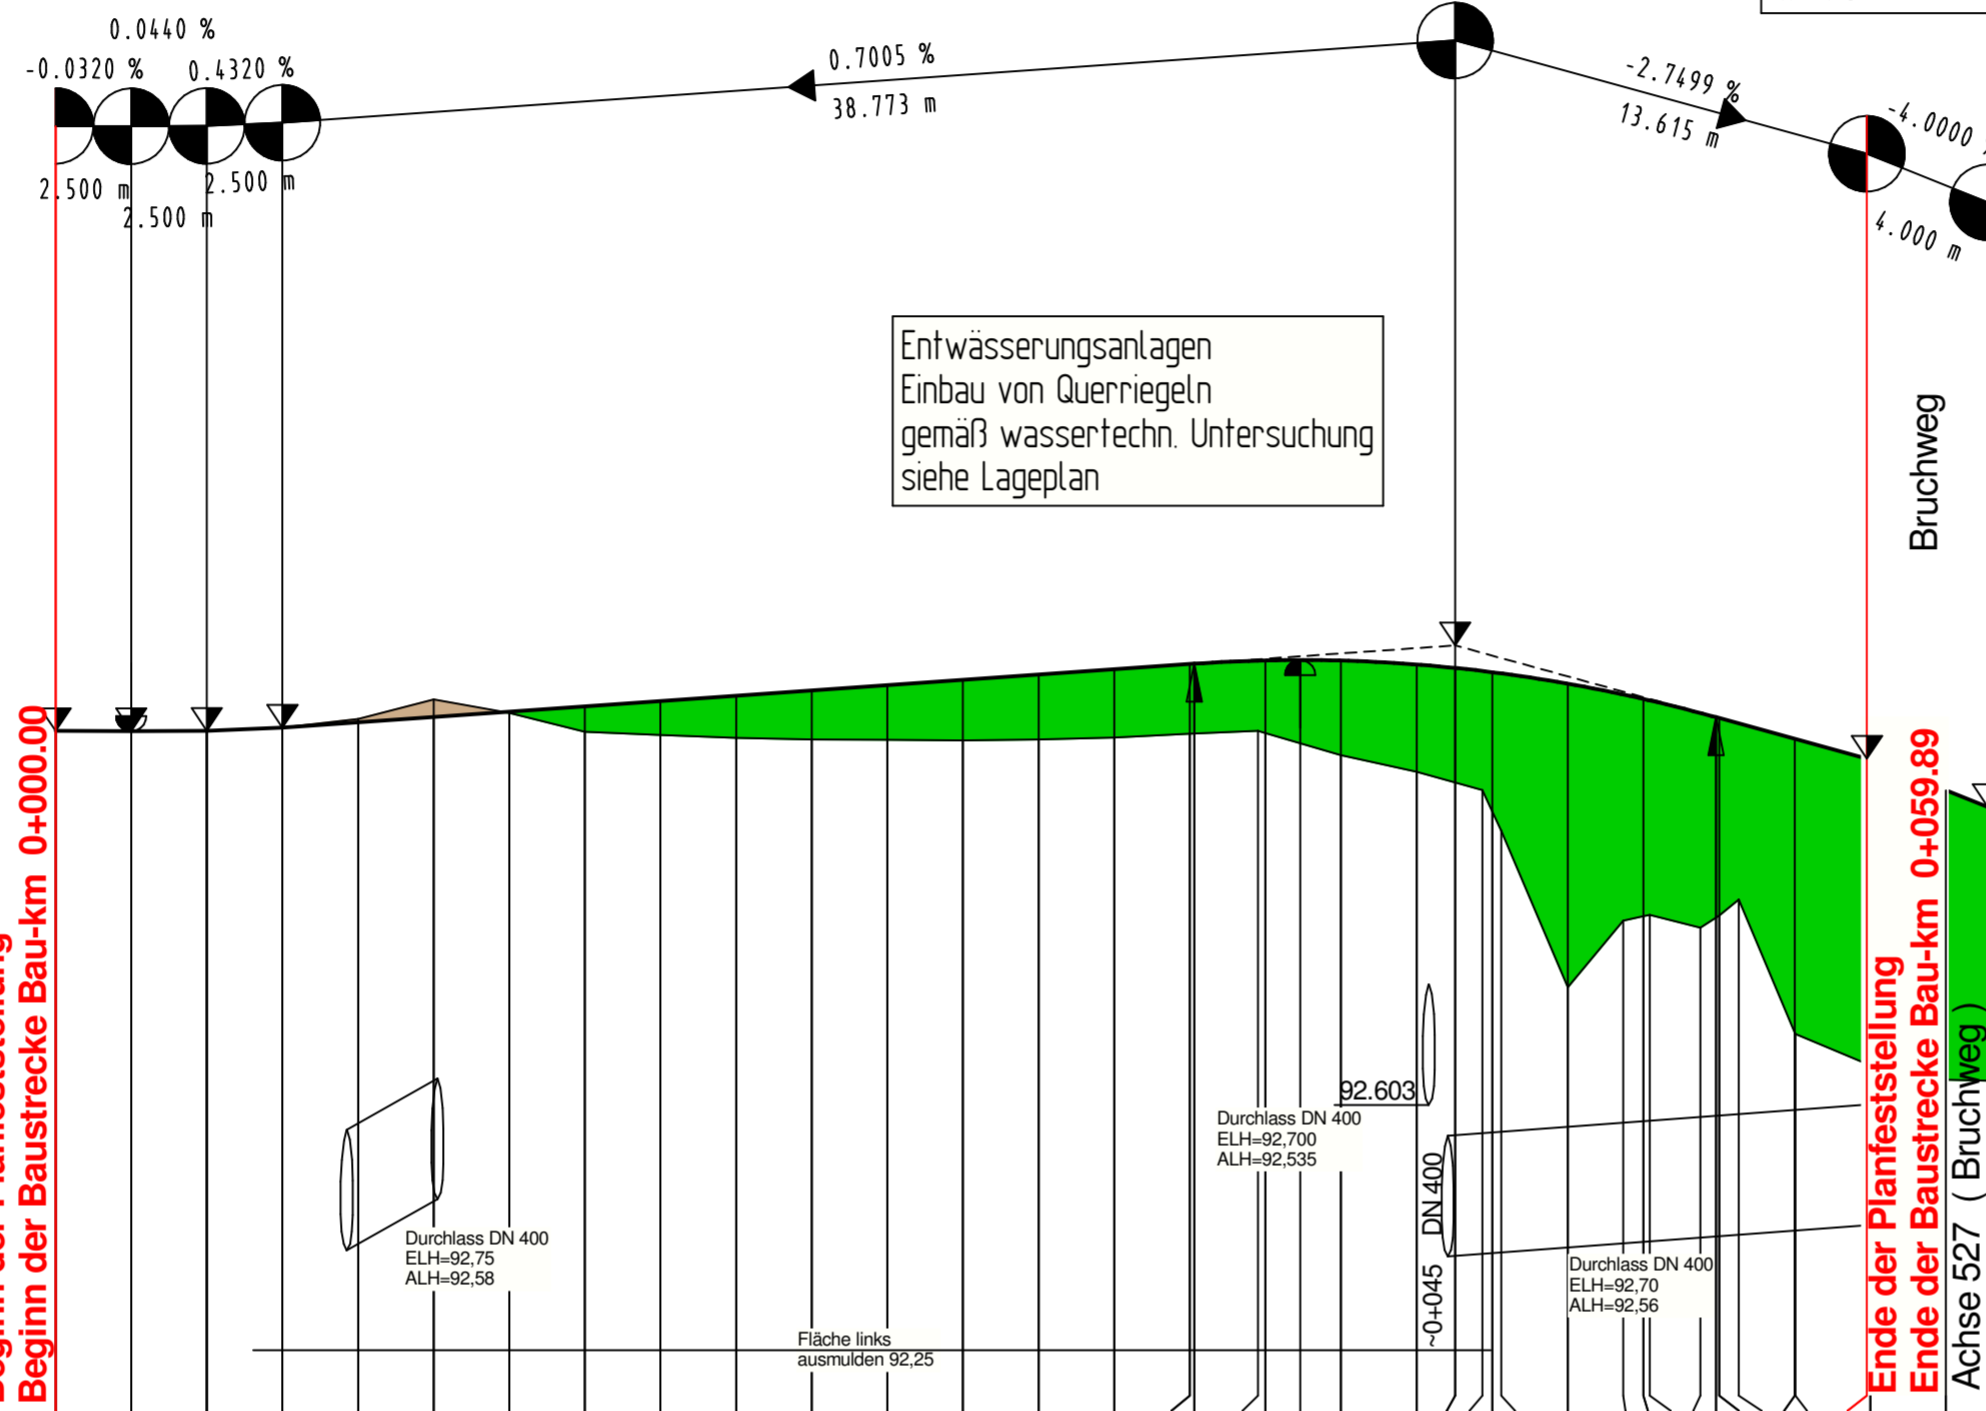 0.0440 %
-0.0320 %
0.4320 %
2.500 m
2.500 m
2.500 m
0.7005 %
38.773 m
-2.7499 %
13.615 m
-4.0000
4.000 m
Entwässerungsanlagen
Einbau von Querriegeln
gemäß wassertechn. Untersuchung
siehe Lageplan
Bruchweg
Beginn der Baustrecke Bau-km 0+000.00
Durchlass DN 400
ELH=92,75
ALH=92,58
Fläche links
ausmulden 92,25
92.603
Durchlass DN 400
ELH=92,700
ALH=92,535
~0+045 DN 400
Durchlass DN 400
ELH=92,70
ALH=92,56
Ende der Planfeststellung
Ende der Baustrecke Bau-km 0+059.89
Achse 527 ( Bruchweg )